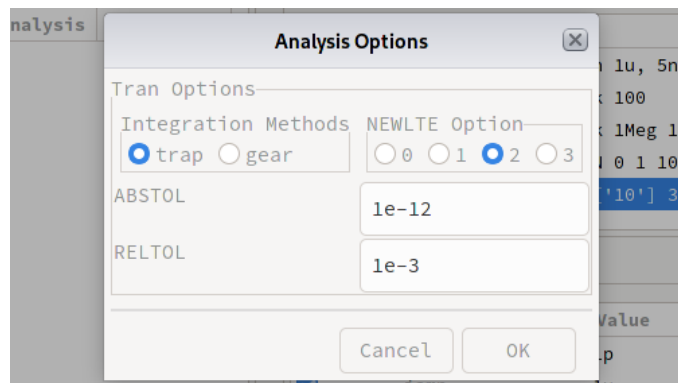 nalysis
Analysis Options
Tran Options
Integration Methods
NEWLTE Option
trap
gear
0
1
2
3
ABSTOL
1e-12
RELTOL
1e-3
Cancel
OK
1u, 5n
100
1Meg 1
0 1 10
['10'] 3
Value